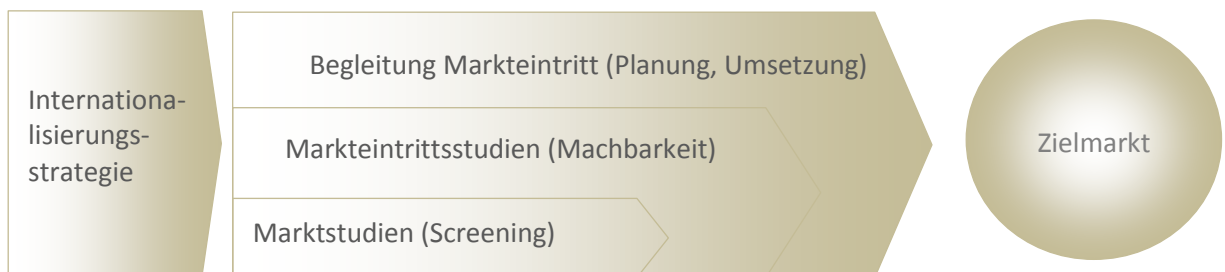 Internationa-
lisierungs-
strategie
Begleitung Markteintritt (Planung, Umsetzung)
Markteintrittsstudien (Machbarkeit)
Marktstudien (Screening)
Zielmarkt